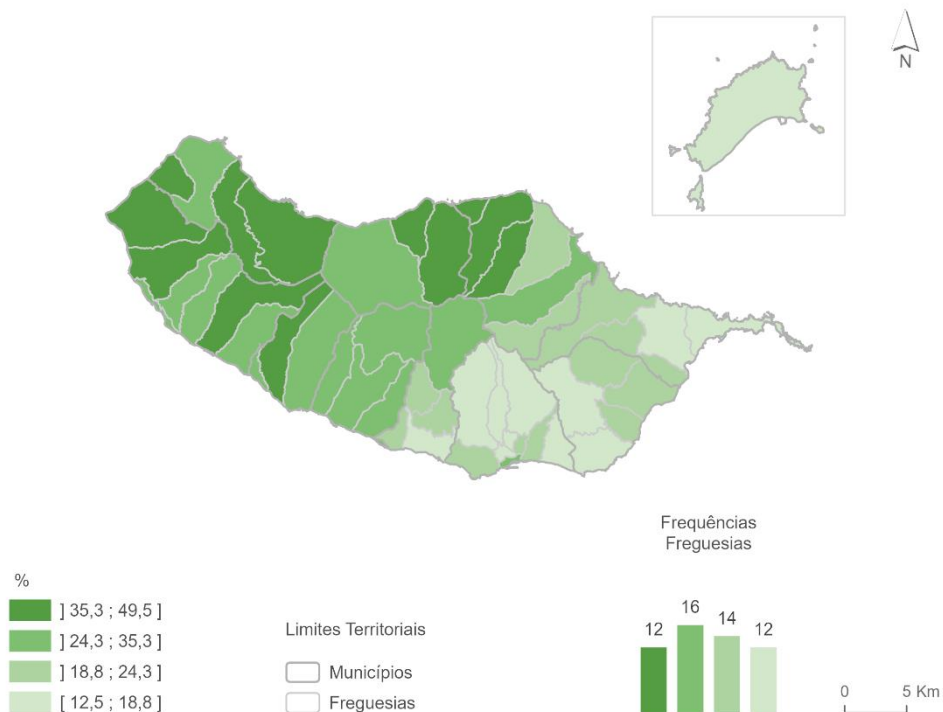 N
Frequências
Freguesias
%
] 35,3 ; 49,5 ]
] 24,3 ; 35,3 ]
] 18,8 ; 24,3 ]
[ 12,5 ; 18,8 ]
Limites Territoriais
Municípios
Freguesias
12
16
14
12
0
5 Km